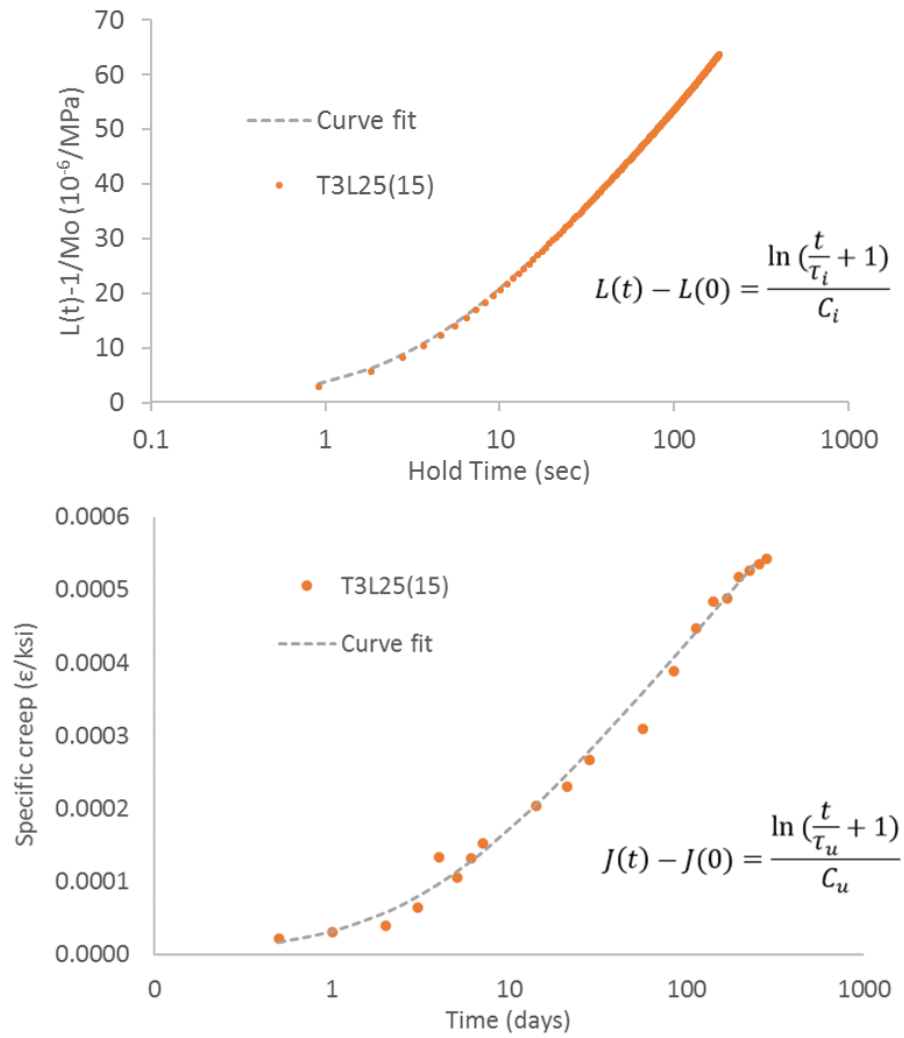 70
60
50
40
30
20
10
0
L(t)-1/Mo (10⁻⁶/MPa)
Curve fit
T3L25(15)
L(t) − L(0) = ln (t/τᵢ + 1) / Cᵢ
0.1 1 10 100 1000
Hold Time (sec)
0.0006
0.0005
0.0004
0.0003
0.0002
0.0001
0.0000
Specific creep (ε/ksi)
T3L25(15)
Curve fit
J(t) − J(0) = ln (t/τᵤ + 1) / Cᵤ
0 1 10 100 1000
Time (days)